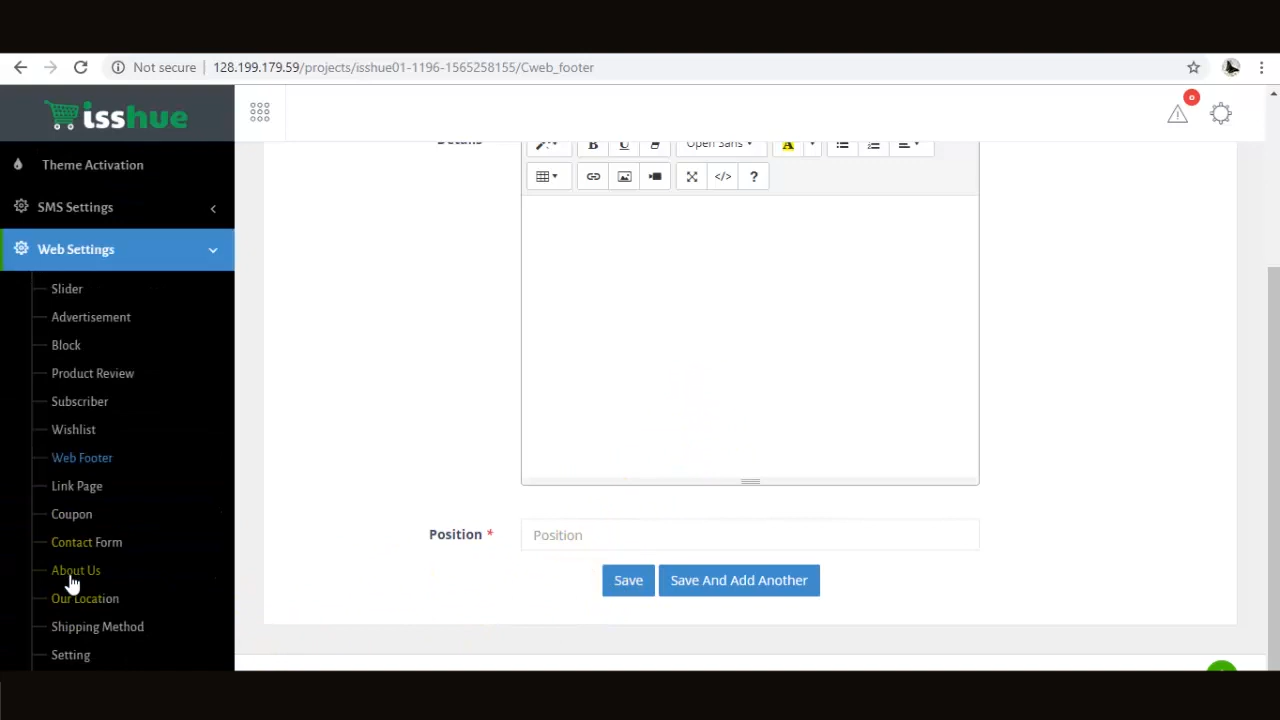 Not secure
128.199.179.59/projects/isshue01-1196-1565258155/Cweb_footer
isshue
0
Theme Activation
SMS Settings
Web Settings
Slider
Advertisement
Block
Product Review
Subscriber
Wishlist
Web Footer
Link Page
Coupon
Contact Form
About Us
Our Location
Shipping Method
Setting
Details
B U Open Sans A
</> ?
Position *
Position
Save
Save And Add Another